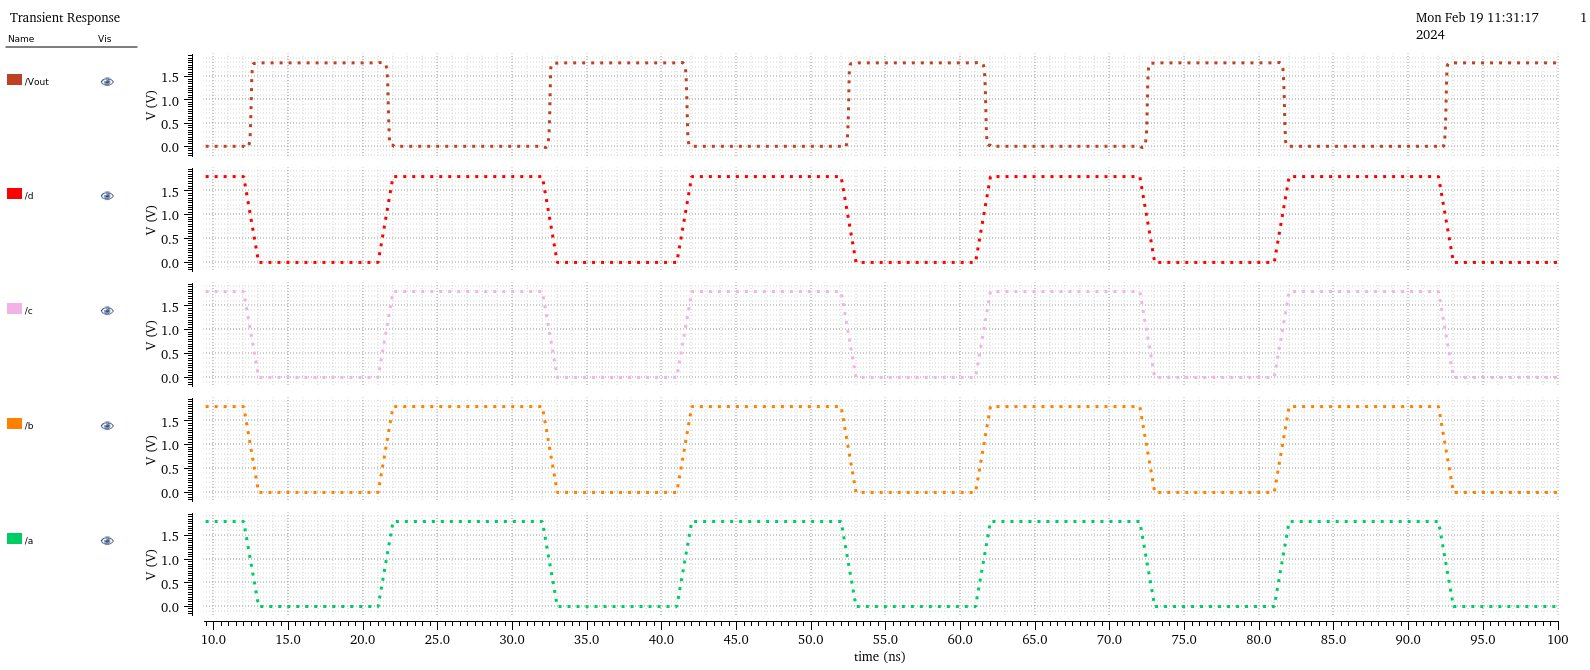 Transient Response
Mon Feb 19 11:31:17 1
2024
Name Vis
/Vout
V (V)
1.5
1.0
0.5
0.0
/d
V (V)
1.5
1.0
0.5
0.0
/c
V (V)
1.5
1.0
0.5
0.0
/b
V (V)
1.5
1.0
0.5
0.0
/a
V (V)
1.5
1.0
0.5
0.0
10.0 15.0 20.0 25.0 30.0 35.0 40.0 45.0 50.0 55.0 60.0 65.0 70.0 75.0 80.0 85.0 90.0 95.0 100
time (ns)